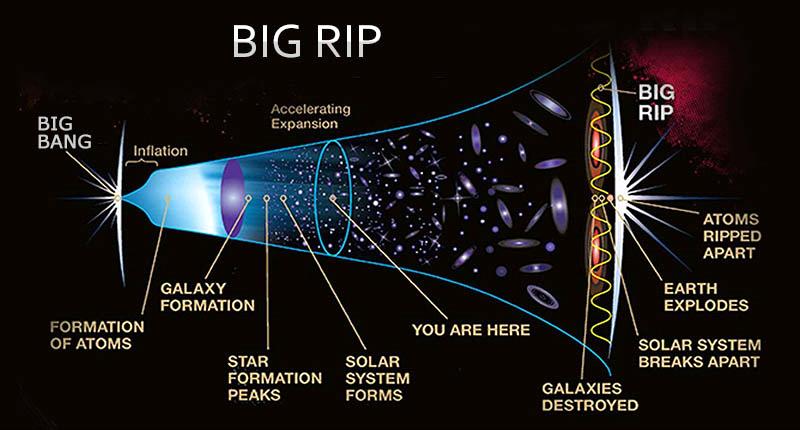 BIG RIP
BIG
BANG
Inflation
Accelerating
Expansion
BIG
RIP
FORMATION
OF ATOMS
GALAXY
FORMATION
STAR
FORMATION
PEAKS
SOLAR
SYSTEM
FORMS
YOU ARE HERE
GALAXIES
DESTROYED
SOLAR SYSTEM
BREAKS APART
EARTH
EXPLODES
ATOMS
RIPPED
APART